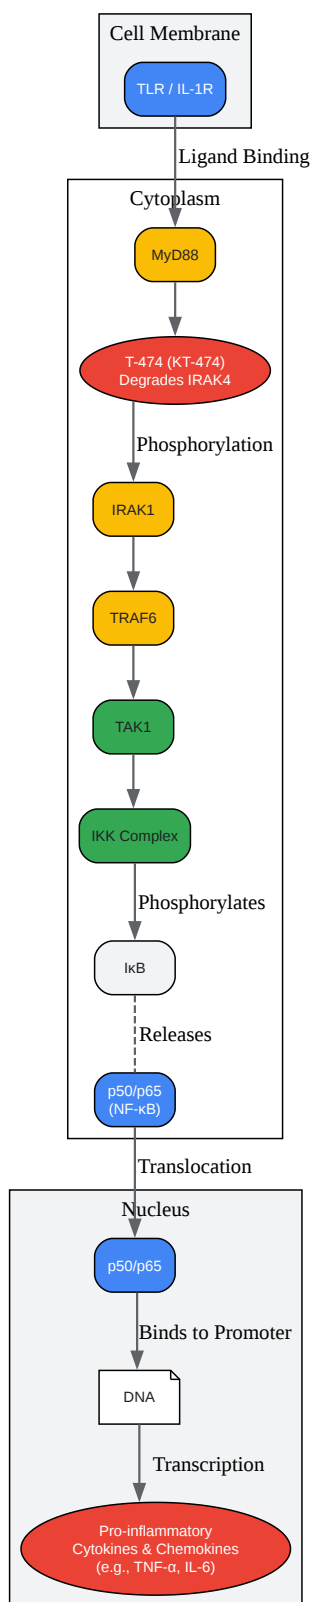 Cell Membrane
TLR / IL-1R
Ligand Binding
Cytoplasm
MyD88
T-474 (KT-474)
Degrades IRAK4
Phosphorylation
IRAK1
TRAF6
TAK1
IKK Complex
Phosphorylates
IκB
Releases
p50/p65
(NF-κB)
Translocation
Nucleus
p50/p65
Binds to Promoter
DNA
Transcription
Pro-inflammatory
Cytokines & Chemokines
(e.g., TNF-α, IL-6)